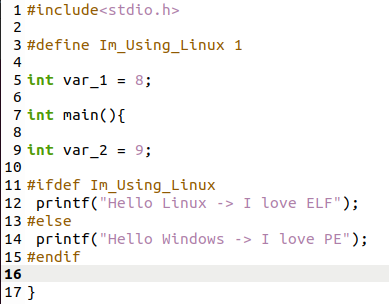 1 #include<stdio.h>
2
3 #define Im_Using_Linux 1
4
5 int var_1 = 8;
6
7 int main(){
8
9 int var_2 = 9;
10
11 #ifdef Im_Using_Linux
12  printf("Hello Linux -> I love ELF");
13 #else
14  printf("Hello Windows -> I love PE");
15 #endif
16
17 }